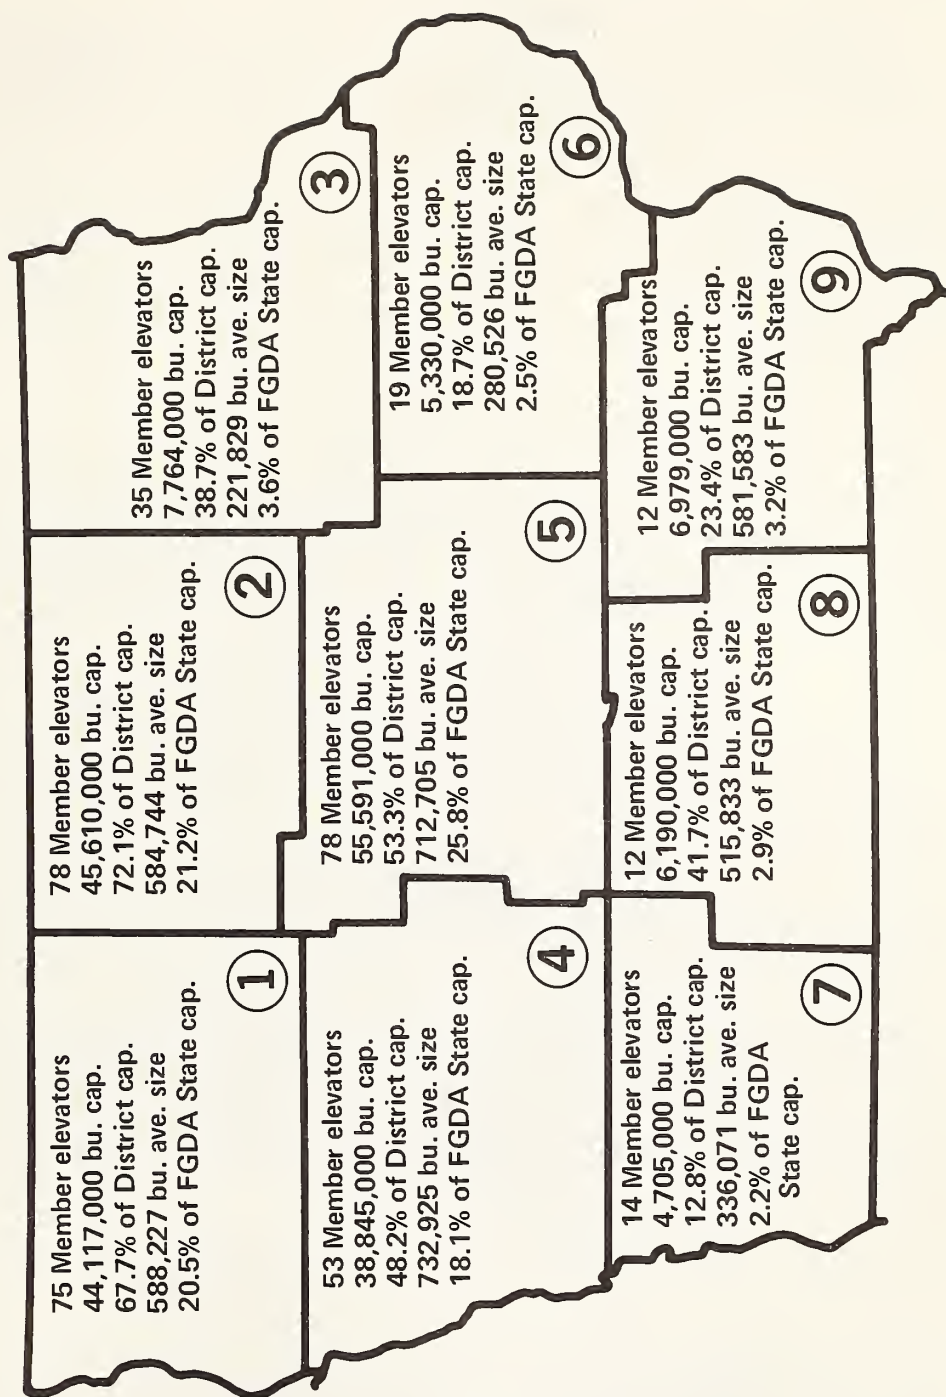 75 Member elevators
44,117,000 bu. cap.
67.7% of District cap.
588,227 bu. ave. size
20.5% of FGDA State cap.
1
78 Member elevators
45,610,000 bu. cap.
72.1% of District cap.
584,744 bu. ave. size
21.2% of FGDA State cap.
2
35 Member elevators
7,764,000 bu. cap.
38.7% of District cap.
221,829 bu. ave. size
3.6% of FGDA State cap.
3
53 Member elevators
38,845,000 bu. cap.
48.2% of District cap.
732,925 ave. size
18.1% of FGDA State cap.
4
78 Member elevators
55,591,000 bu. cap.
53.3% of District cap.
712,705 bu. ave. size
25.8% of FGDA State cap.
5
19 Member elevators
5,330,000 bu. cap.
18.7% of District cap.
280,526 bu. ave. size
2.5% of FGDA State cap.
6
14 Member elevators
4,705,000 bu. cap.
12.8% of District cap.
336,071 bu. ave. size
2.2% of FGDA
State cap.
7
12 Member elevators
6,190,000 bu. cap.
41.7% of District cap.
515,833 bu. ave. size
2.9% of FGDA State cap.
8
12 Member elevators
6,979,000 bu. cap.
23.4% of District cap.
581,583 bu. ave. size
3.2% of FGDA State cap.
9